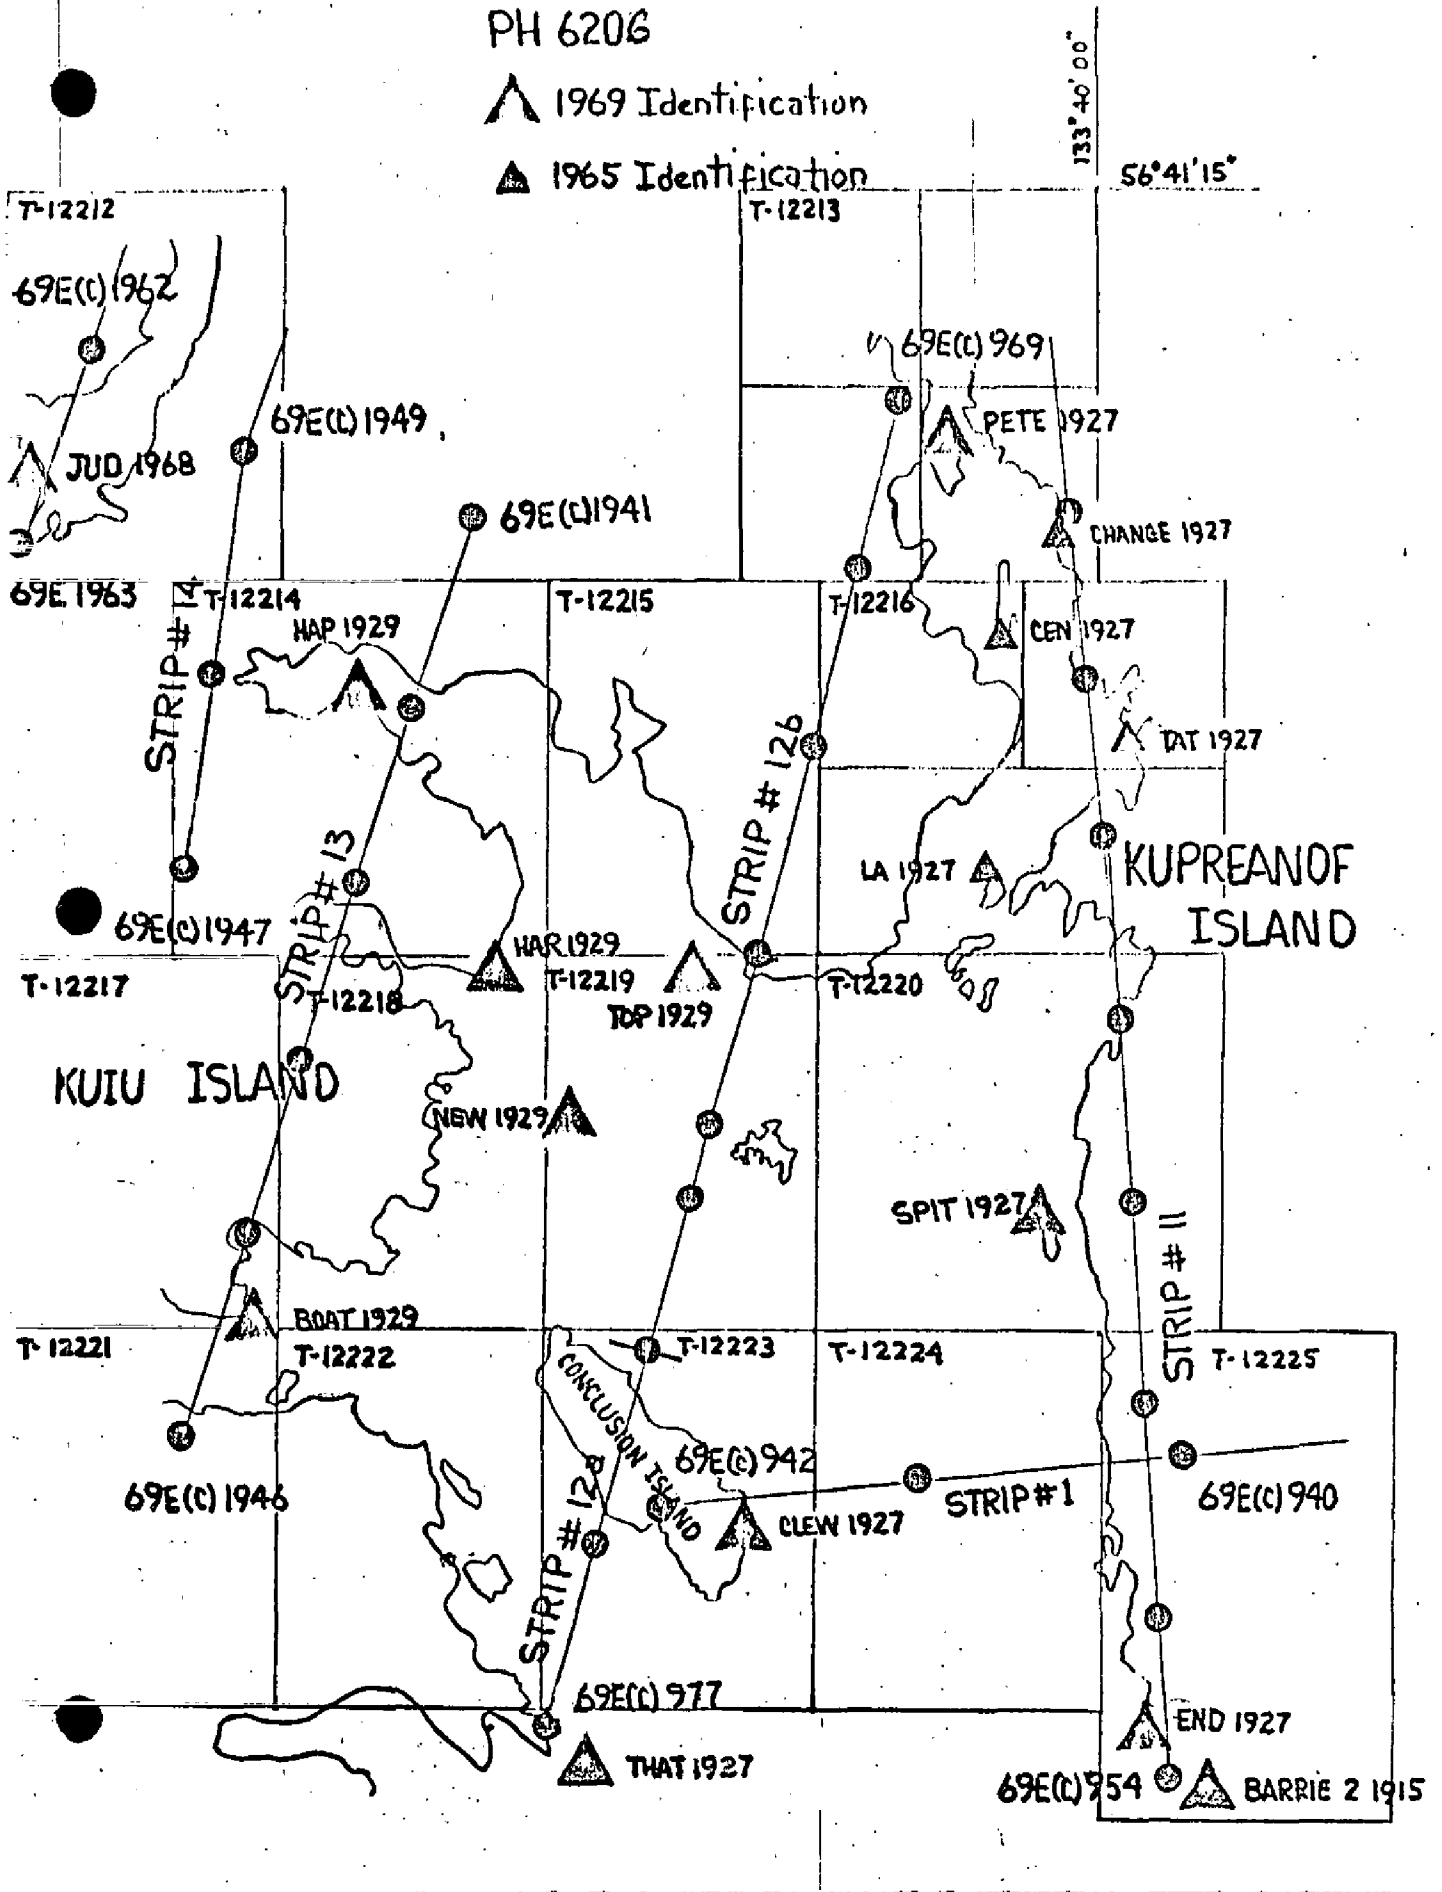 PH 6206
1969 Identification
1965 Identification
133°40'00"
56°41'15"
T-12212
T-12213
69E(C)1962
69E(C)969
69E(C)1949
PETE 1927
JUD 1968
69E(C)1941
CHANGE 1927
69E 1963
T-12214
T-12215
T-12216
HAP 1929
CEN 1927
STRIP # 14
TAT 1927
STRIP # 12b
STRIP # 13
LA 1927
KUPREANOF
ISLAND
69E(C)1947
HAR 1929
T-12217
T-12218
T-12219
T-12220
TOP 1929
KUIU ISLAND
NEW 1929
SPIT 1927
STRIP # 11
BOAT 1929
T-12221
T-12222
T-12223
T-12224
T-12225
CONCLUSION ISLAND
69E(C)942
69E(C)1946
STRIP #1
69E(C)940
CLEW 1927
STRIP # 12a
69E(C)977
END 1927
THAT 1927
69E(C)954
BARRIE 2 1915